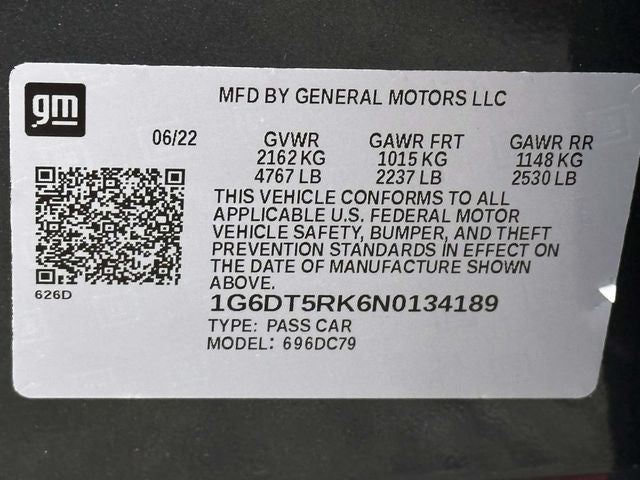 gm
MFD BY GENERAL MOTORS LLC
06/22 GVWR GAWR FRT GAWR RR
2162 KG 1015 KG 1148 KG
4767 LB 2237 LB 2530 LB
THIS VEHICLE CONFORMS TO ALL
APPLICABLE U.S. FEDERAL MOTOR
VEHICLE SAFETY, BUMPER, AND THEFT
PREVENTION STANDARDS IN EFFECT ON
THE DATE OF MANUFACTURE SHOWN
ABOVE.
626D
1G6DT5RK6N0134189
TYPE: PASS CAR
MODEL: 696DC79